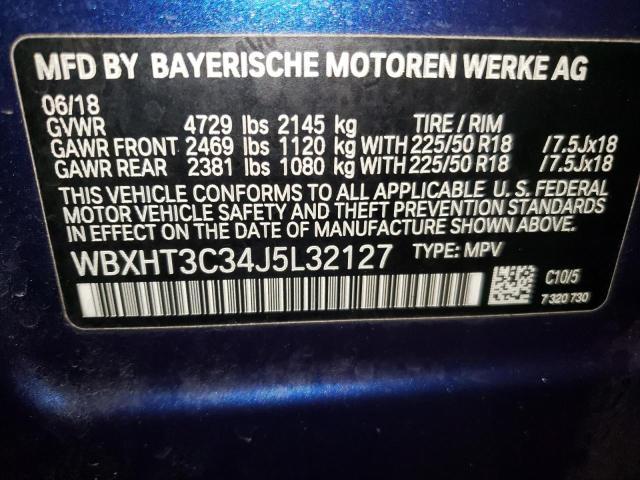 MFD BY BAYERISCHE MOTOREN WERKE AG
06/18
GVWR 4729 lbs 2145 kg TIRE / RIM
GAWR FRONT 2469 lbs 1120 kg WITH 225/50 R18 /7.5Jx18
GAWR REAR 2381 lbs 1080 kg WITH 225/50 R18 /7.5Jx18
THIS VEHICLE CONFORMS TO ALL APPLICABLE U. S. FEDERAL
MOTOR VEHICLE SAFETY AND THEFT PREVENTION STANDARDS
IN EFFECT ON THE DATE OF MANUFACTURE SHOWN ABOVE.
WBXHT3C34J5L32127 TYPE: MPV
C10/5
7 320 730